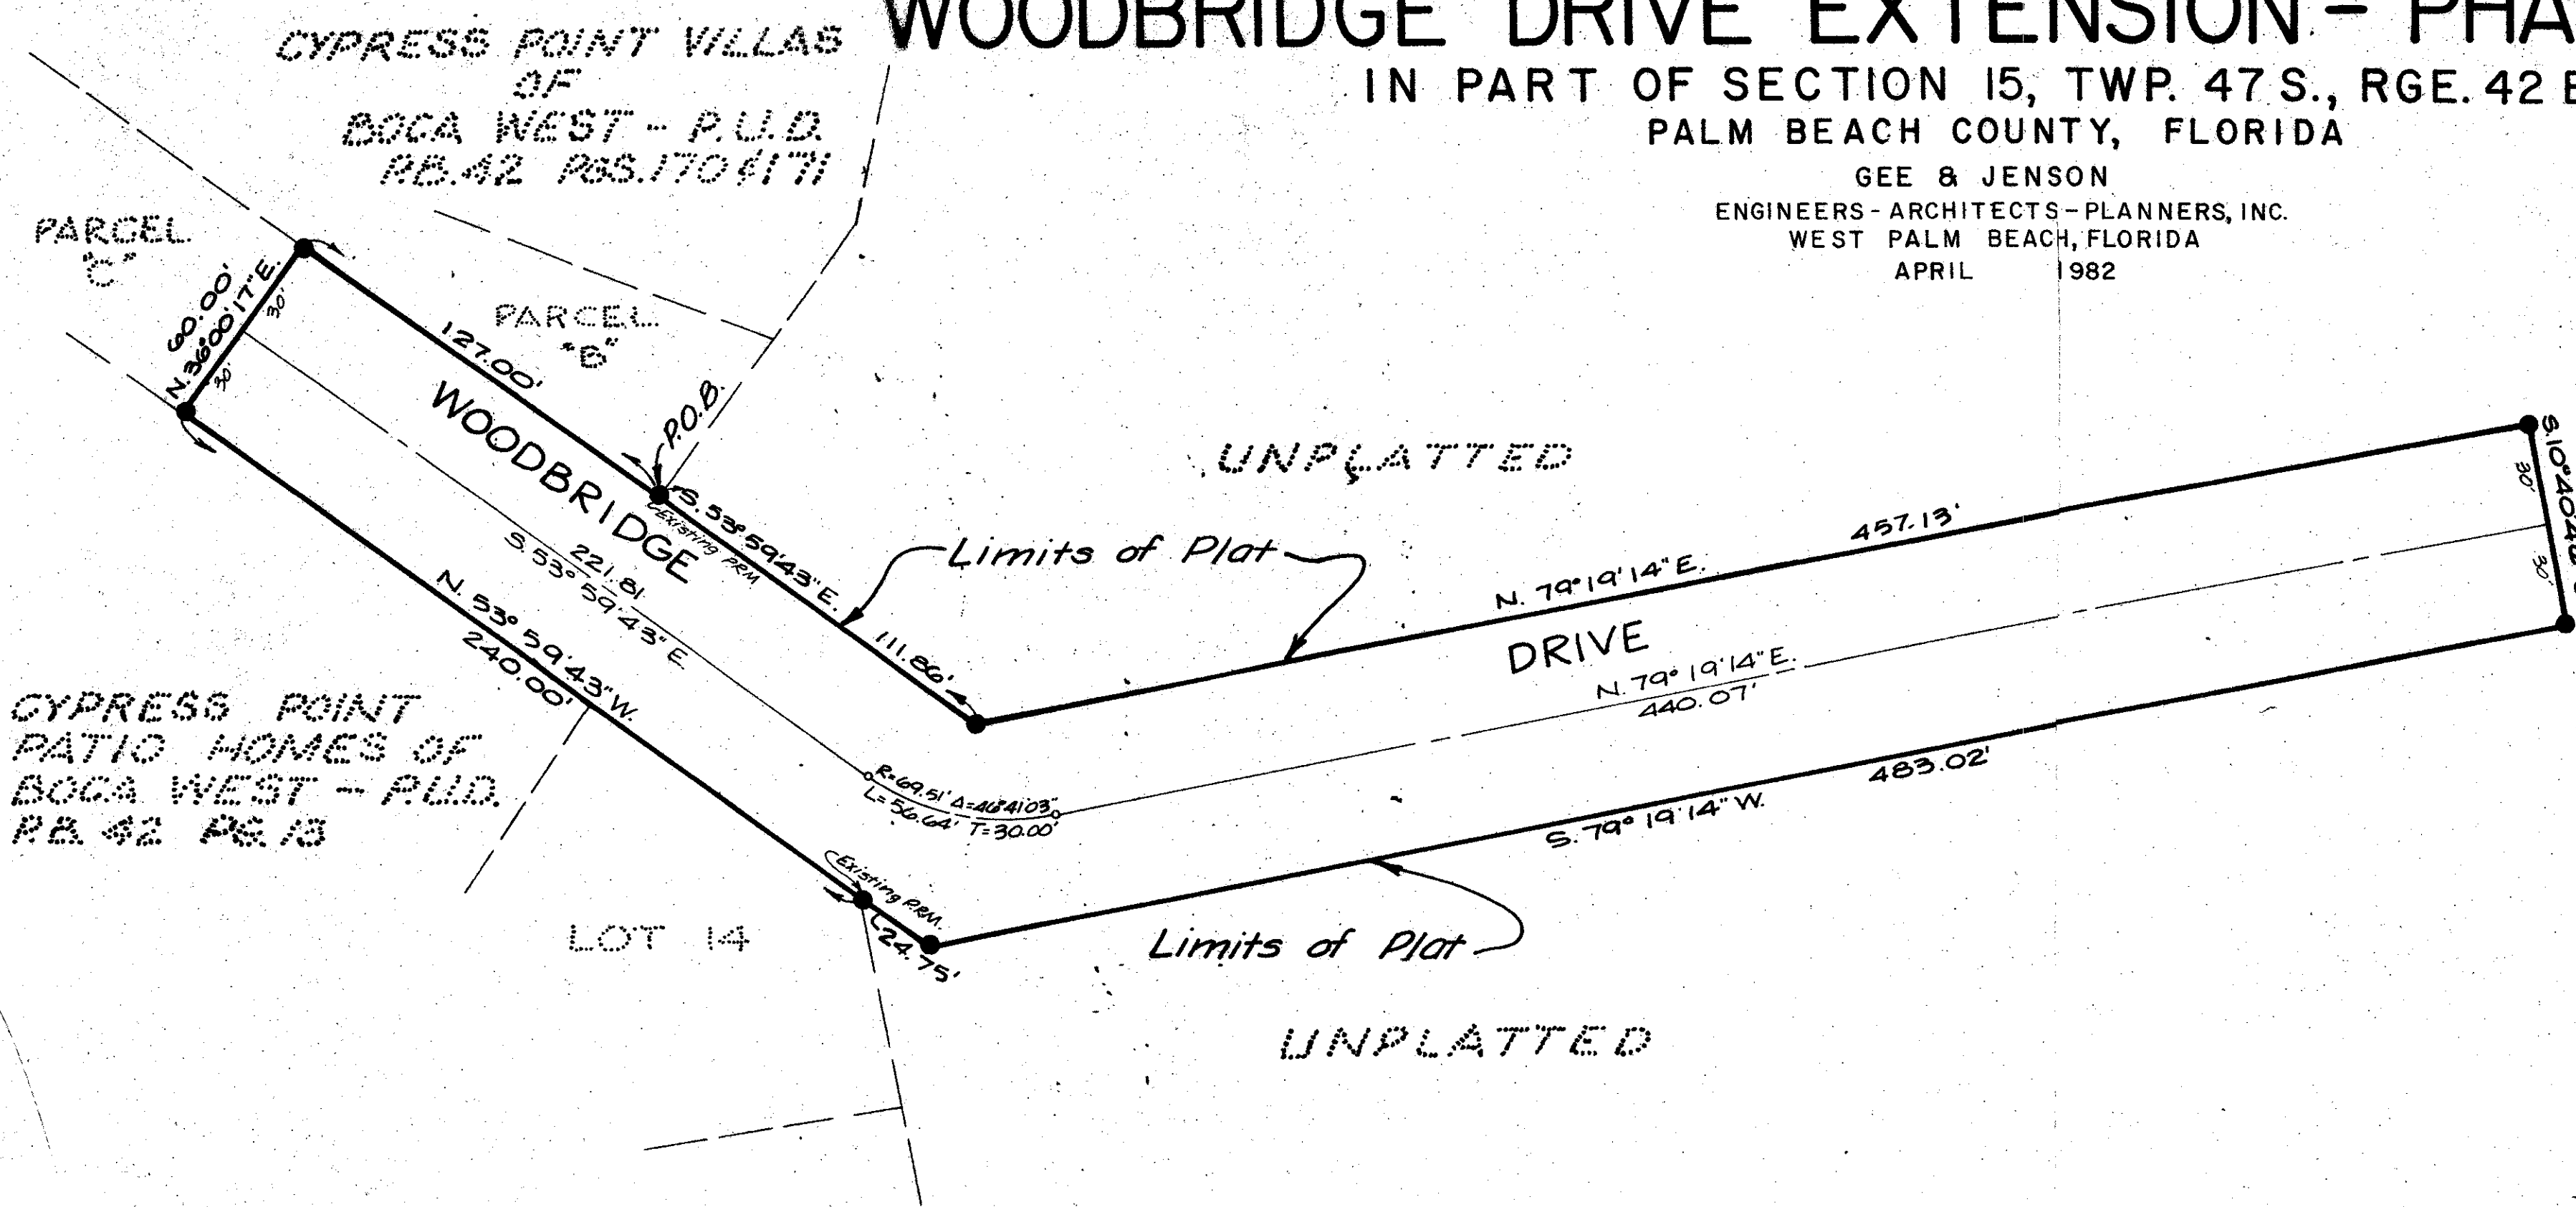 WOODBRIDGE DRIVE EXTENSION - PHA
IN PART OF SECTION 15, TWP. 47 S., RGE. 42 E
PALM BEACH COUNTY, FLORIDA
GEE & JENSON
ENGINEERS-ARCHITECTS-PLANNERS, INC.
WEST PALM BEACH, FLORIDA
APRIL 1982
CYPRESS POINT VILLAS
OF
BOCA WEST - P.U.D.
P.B. 42 PGS. 170 & 171
PARCEL
"C"
60.00'
N. 36°00'17" E.
30'
30'
127.00'
PARCEL
"B"
P.O.B.
WOODBRIDGE
S. 53° 59' 43" E.
Existing PRM
111.86'
221.81
S. 53° 59' 43" E.
N. 53° 59' 43" W.
240.00'
UNPLATTED
Limits of Plat
N. 79° 19' 14" E.
457.13'
DRIVE
N. 79° 19' 14" E.
440.07'
S. 10° 40'
30'
30'
R=69.51' Δ=46°41'03"
L=56.64' T=30.00'
S. 79° 19' 14" W.
483.02'
CYPRESS POINT
PATIO HOMES OF
BOCA WEST - P.U.D.
P.B. 42 PG. 13
Existing P.R.M.
24.75'
LOT 14
Limits of Plat
UNPLATTED